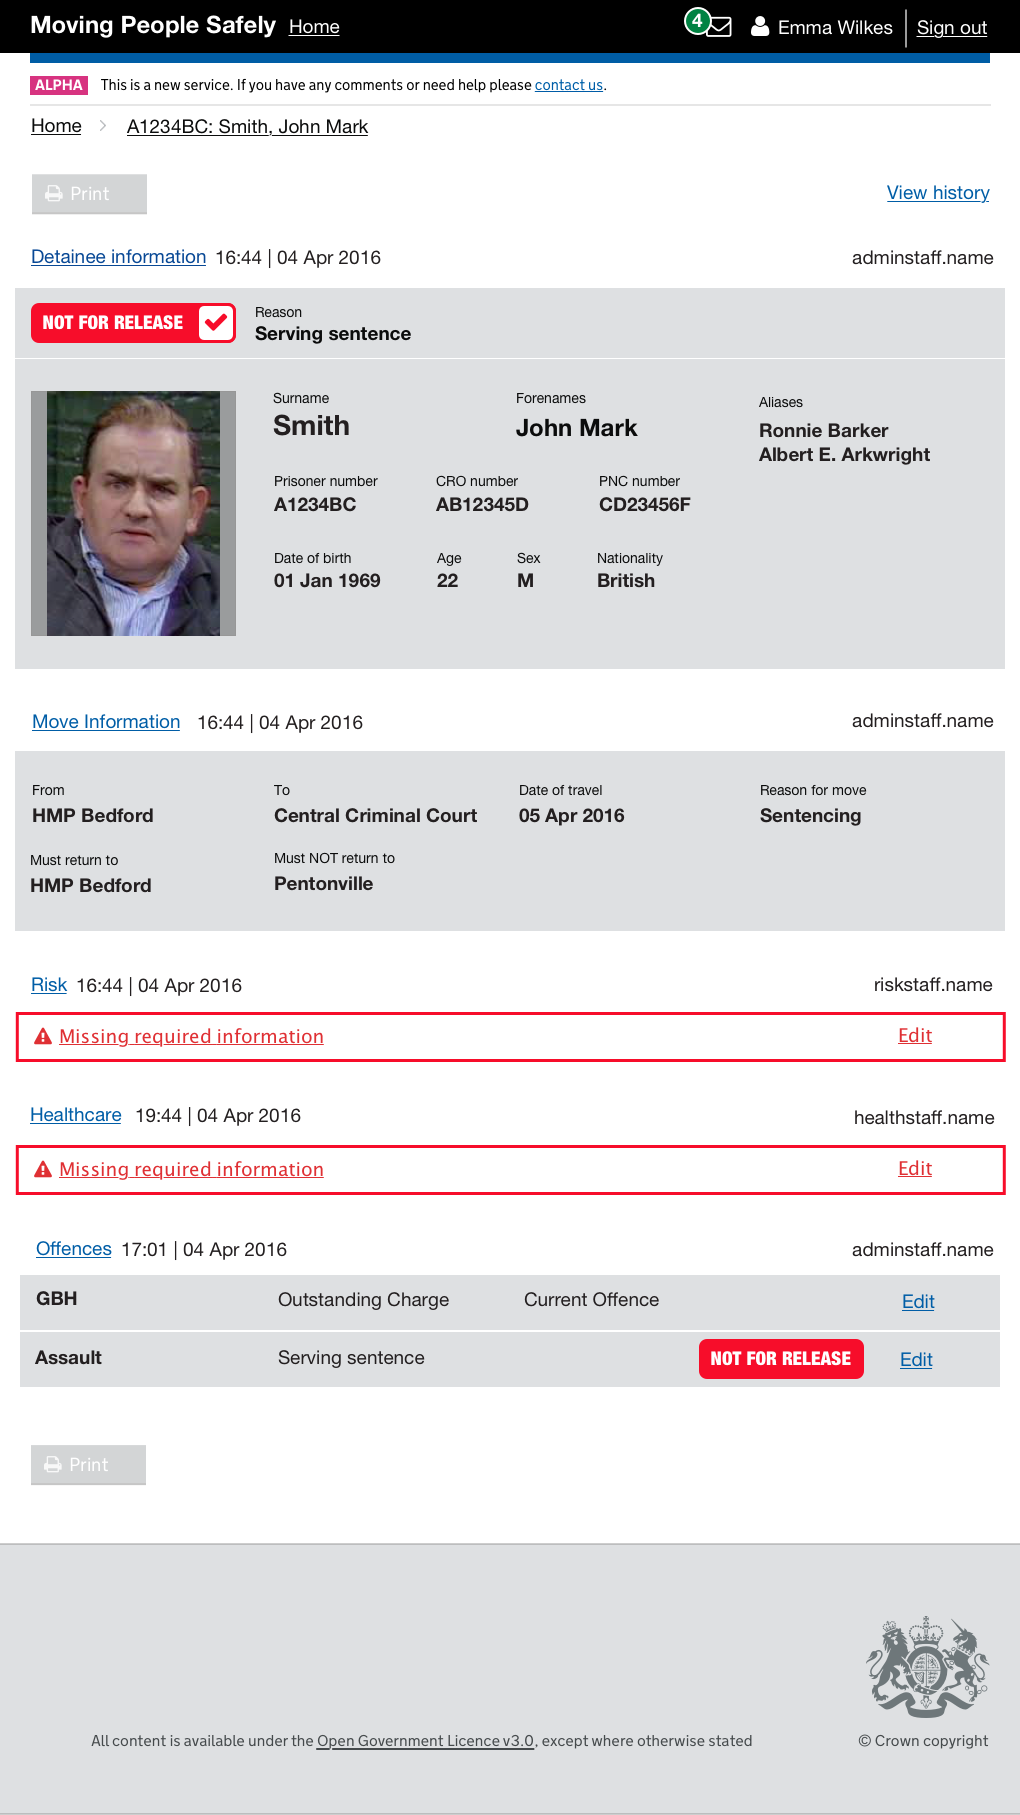 Moving People Safely Home 4 Emma Wilkes Sign out
ALPHA This is a new service. If you have any comments or need help please contact us.
Home A1234BC: Smith, John Mark
Print View history
Detainee information 16:44 | 04 Apr 2016 adminstaff.name
NOT FOR RELEASE
Reason
Serving sentence
Surname
Smith
Forenames
John Mark
Aliases
Ronnie Barker
Albert E. Arkwright
Prisoner number
A1234BC
CRO number
AB12345D
PNC number
CD23456F
Date of birth
01 Jan 1969
Age
22
Sex
M
Nationality
British
Move Information 16:44 | 04 Apr 2016 adminstaff.name
From
HMP Bedford
To
Central Criminal Court
Date of travel
05 Apr 2016
Reason for move
Sentencing
Must return to
HMP Bedford
Must NOT return to
Pentonville
Risk 16:44 | 04 Apr 2016 riskstaff.name
Missing required information Edit
Healthcare 19:44 | 04 Apr 2016 healthstaff.name
Missing required information Edit
Offences 17:01 | 04 Apr 2016 adminstaff.name
GBH Outstanding Charge Current Offence Edit
Assault Serving sentence NOT FOR RELEASE Edit
Print
All content is available under the Open Government Licence v3.0, except where otherwise stated
© Crown copyright